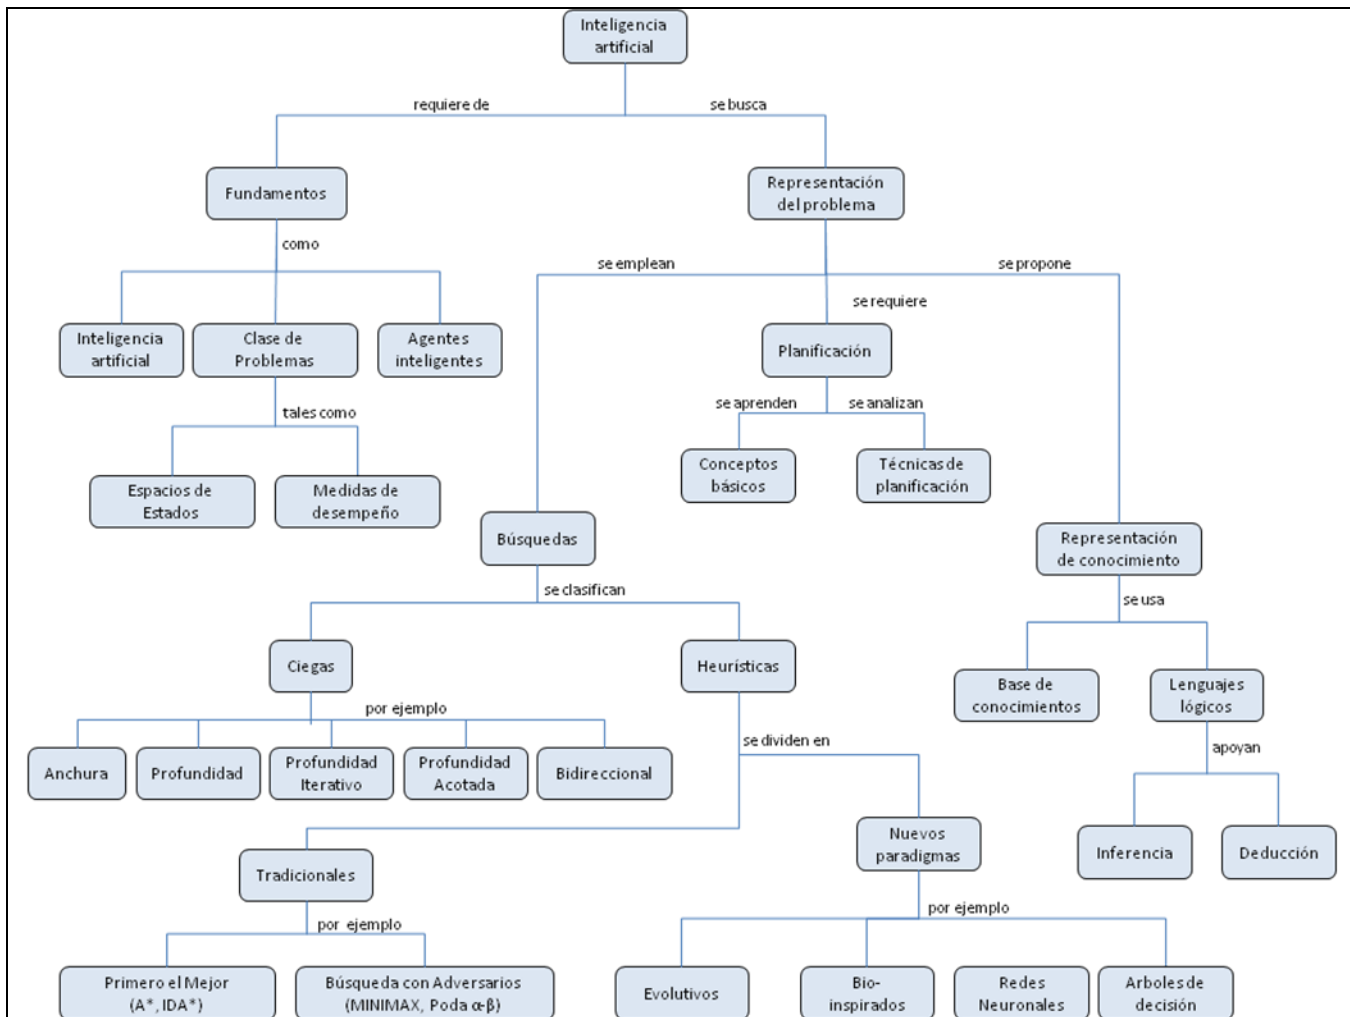 Inteligencia
artificial
requiere de
se busca
Fundamentos
Representación
del problema
como
se emplean
se propone
se requiere
Inteligencia
artificial
Clase de
Problemas
Agentes
inteligentes
Planificación
tales como
se aprenden
se analizan
Espacios de
Estados
Medidas de
desempeño
Conceptos
básicos
Técnicas de
planificación
Búsquedas
Representación
de conocimiento
se clasifican
se usa
Ciegas
Heurísticas
Base de
conocimientos
Lenguajes
lógicos
por ejemplo
se dividen en
apoyan
Anchura
Profundidad
Profundidad
Iterativo
Profundidad
Acotada
Bidireccional
Nuevos
paradigmas
Inferencia
Deducción
Tradicionales
por ejemplo
por ejemplo
Primero el Mejor
(A*, IDA*)
Búsqueda con Adversarios
(MINIMAX, Poda α-β)
Evolutivos
Bio-
inspirados
Redes
Neuronales
Arboles de
decisión